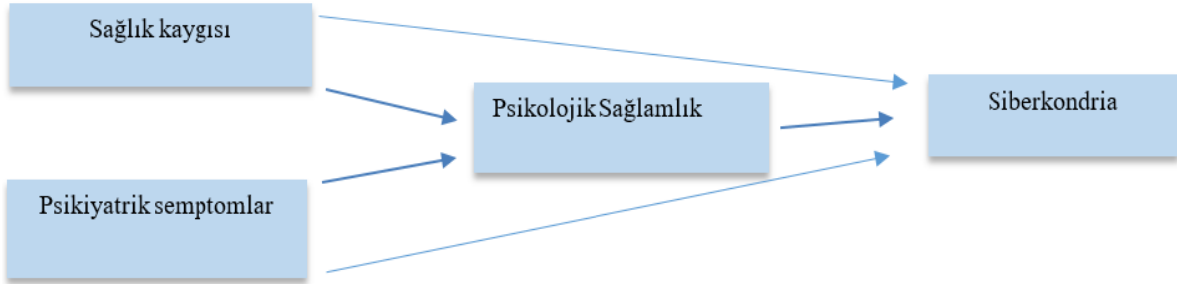 Sağlık kaygısı
Psikolojik Sağlamlık
Siberkondria
Psikiyatrik semptomlar